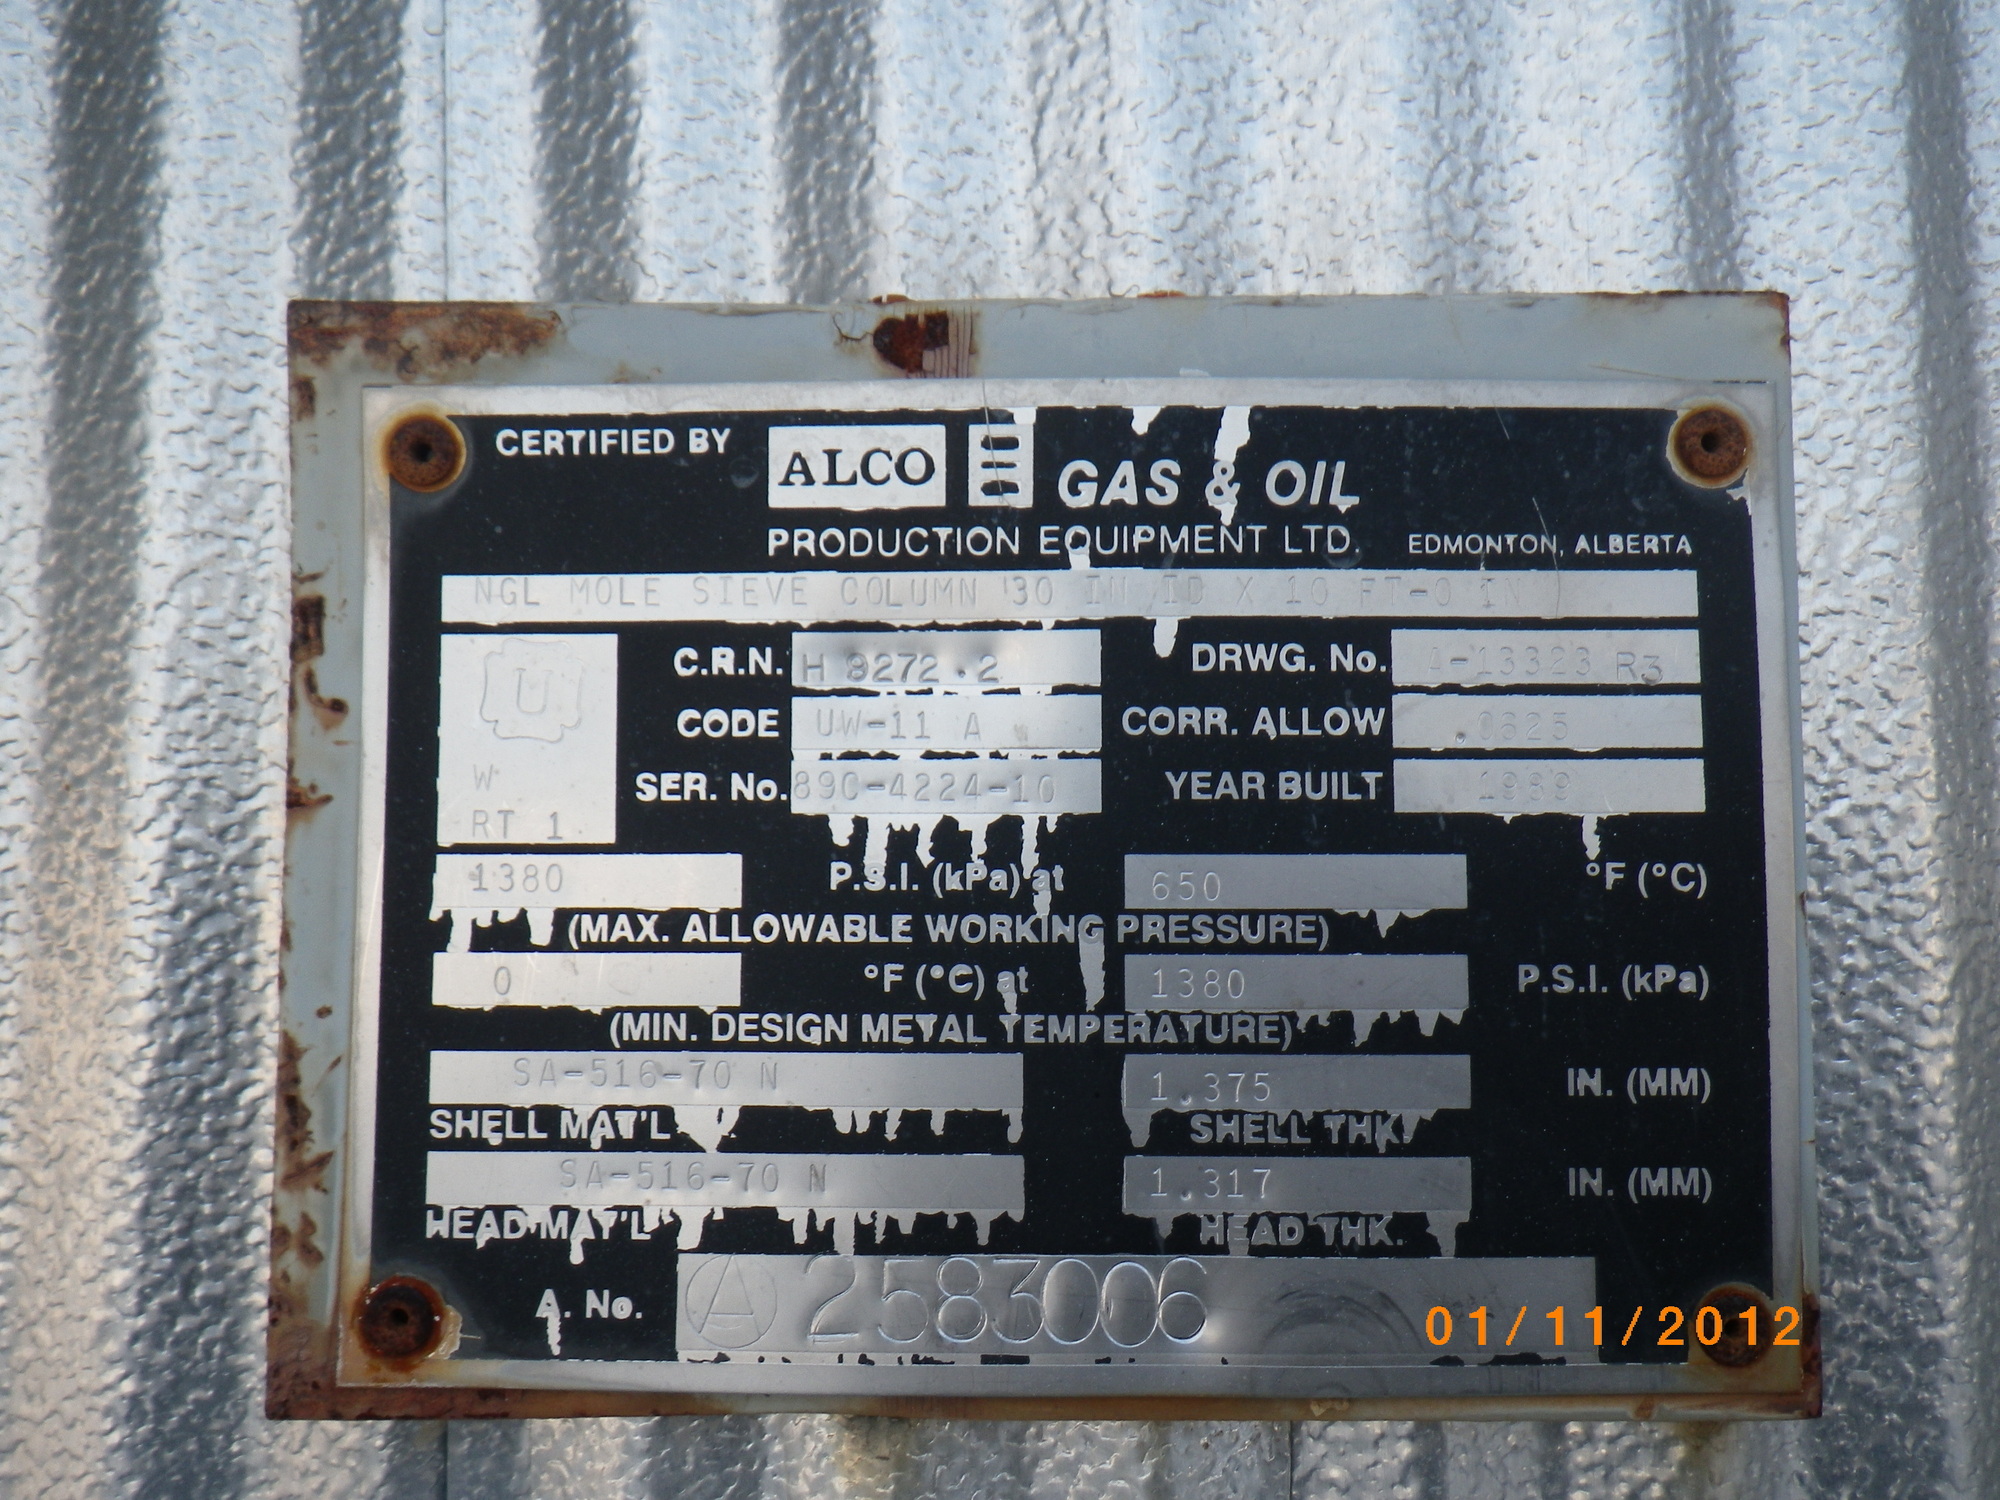 CERTIFIED BY ALCO GAS & OIL
PRODUCTION EQUIPMENT LTD. EDMONTON, ALBERTA
NGL MOLE SIEVE COLUMN 30 IN ID X 10 FT-0 IN
U
W
RT 1
C.R.N. H 8272.2 DRWG. No. A-13323 R3
CODE UW-11 A CORR. ALLOW .0625
SER. No. 890-4224-10 YEAR BUILT 1989
1380 P.S.I. (kPa) at 650 °F (°C)
(MAX. ALLOWABLE WORKING PRESSURE)
0 °F (°C) at 1380 P.S.I. (kPa)
(MIN. DESIGN METAL TEMPERATURE)
SA-516-70 N 1.375 IN. (MM)
SHELL MAT'L SHELL THK.
SA-516-70 N 1.317 IN. (MM)
HEAD MAT'L HEAD THK.
A. No. A 2583006
01/11/2012